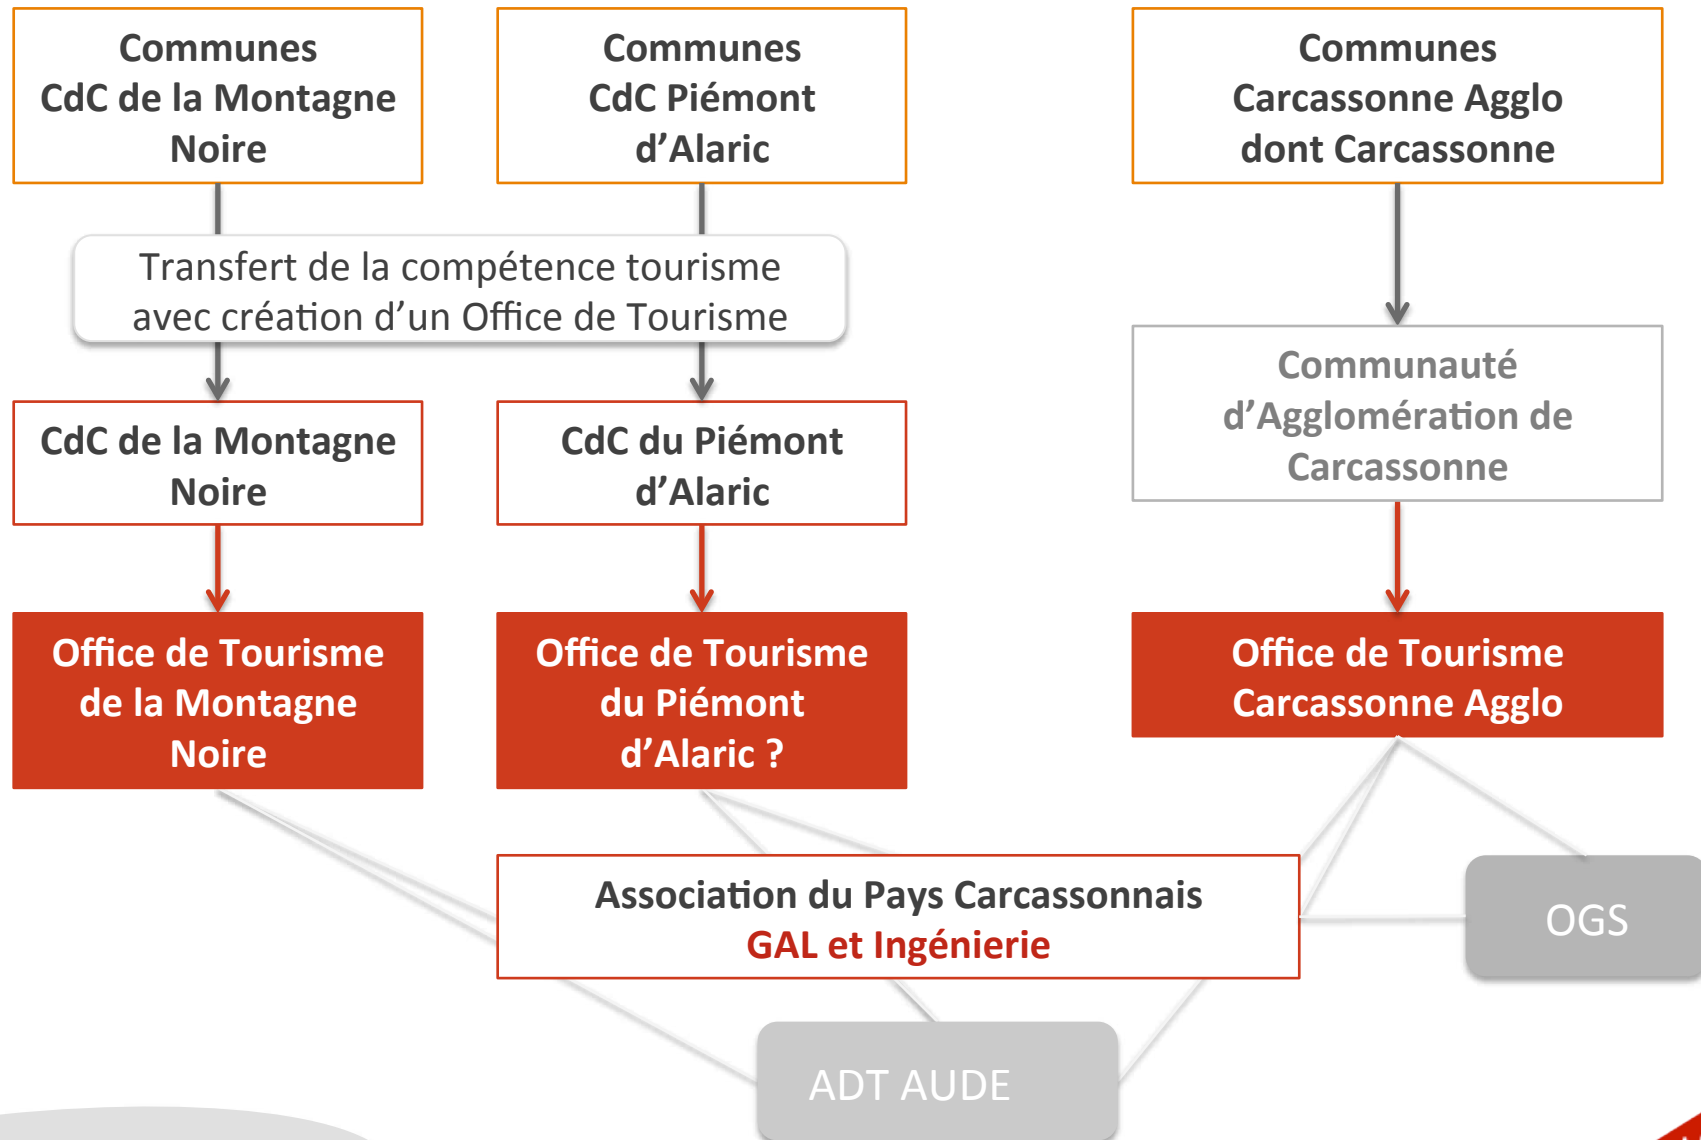 Communes
CdC de la Montagne
Noire
Communes
CdC Piémont
d’Alaric
Communes
Carcassonne Agglo
dont Carcassonne
Transfert de la compétence tourisme
avec création d’un Office de Tourisme
CdC de la Montagne
Noire
CdC du Piémont
d’Alaric
Communauté
d’Agglomération de
Carcassonne
Office de Tourisme
de la Montagne
Noire
Office de Tourisme
du Piémont
d’Alaric ?
Office de Tourisme
Carcassonne Agglo
Association du Pays Carcassonnais
GAL et Ingénierie
OGS
ADT AUDE